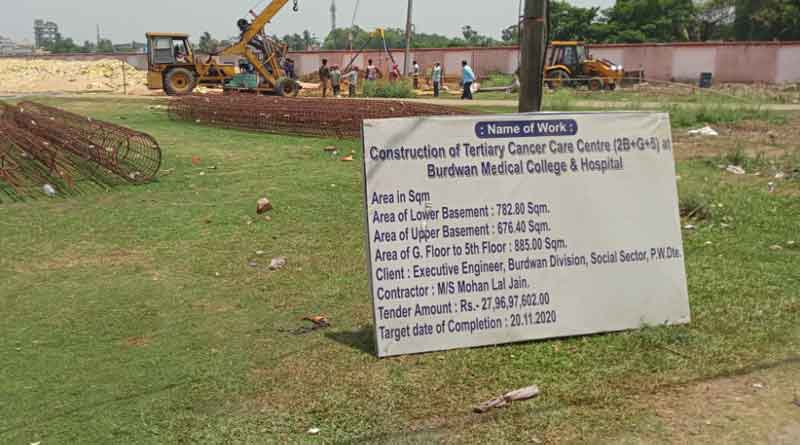 : Name of Work :
Construction of Tertiary Cancer Care Centre (2B+G+5) at
Burdwan Medical College & Hospital
Area in Sqm
Area of Lower Basement : 782.80 Sqm.
Area of Upper Basement : 676.40 Sqm.
Area of G. Floor to 5th Floor : 885.00 Sqm.
Client : Executive Engineer, Burdwan Division, Social Sector, P.W.Dte.
Contractor : M/S Mohan Lal Jain.
Tender Amount : Rs.- 27,96,97,602.00
Target date of Completion : 20.11.2020